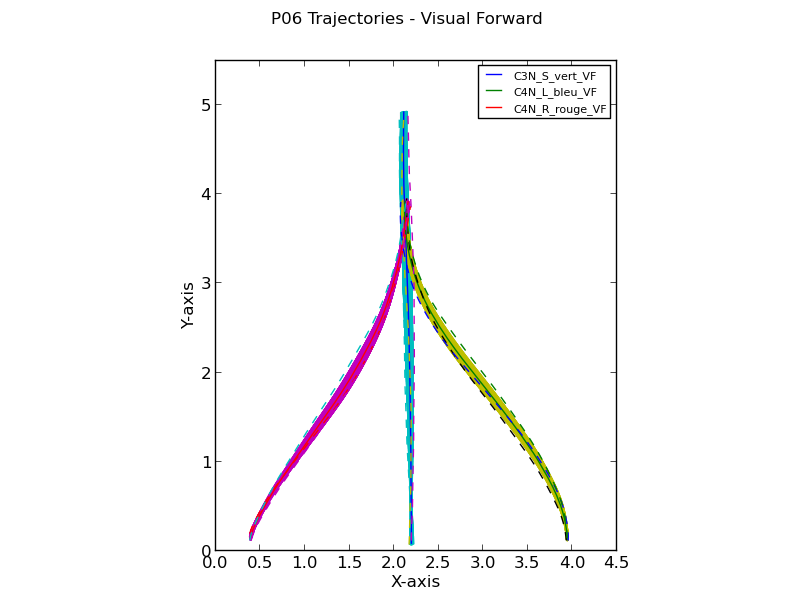 P06 Trajectories - Visual Forward
C3N_S_vert_VF
C4N_L_bleu_VF
C4N_R_rouge_VF
5
4
3
2
1
0
Y-axis
0.0 0.5 1.0 1.5 2.0 2.5 3.0 3.5 4.0 4.5
X-axis